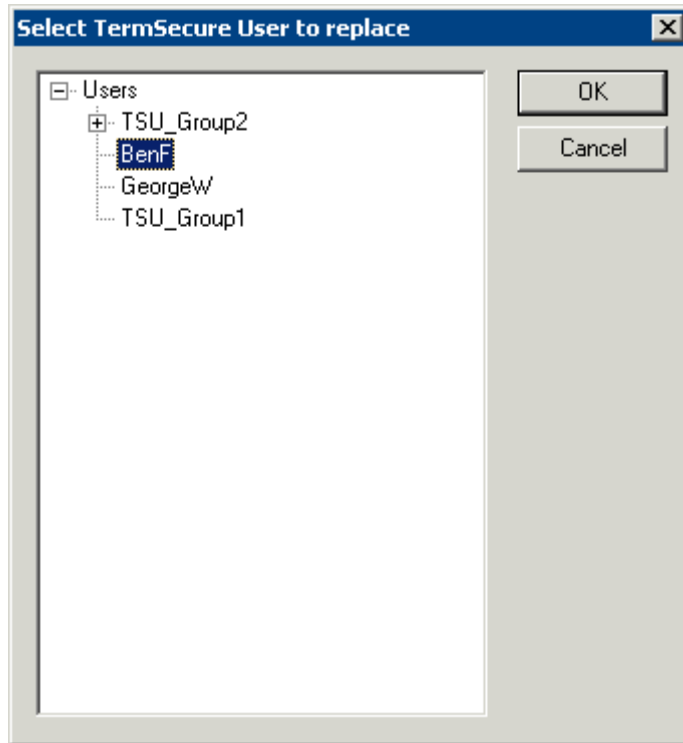 Select TermSecure User to replace
Users
TSU_Group2
BenF
GeorgeW
TSU_Group1
OK
Cancel